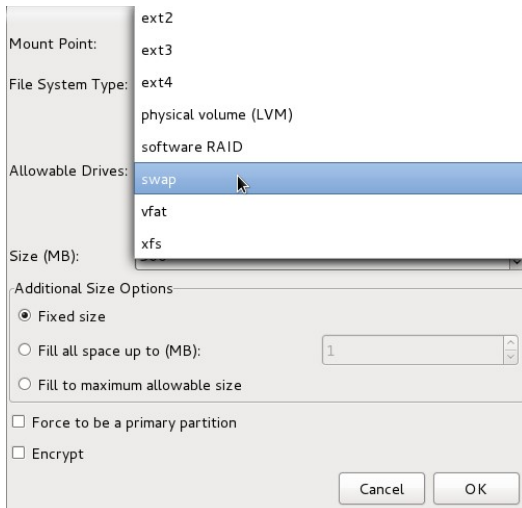 ext2
Mount Point:
ext3
File System Type:
ext4
physical volume (LVM)
software RAID
Allowable Drives:
swap
vfat
xfs
Size (MB):
Additional Size Options
Fixed size
Fill all space up to (MB):
1
Fill to maximum allowable size
Force to be a primary partition
Encrypt
Cancel
OK